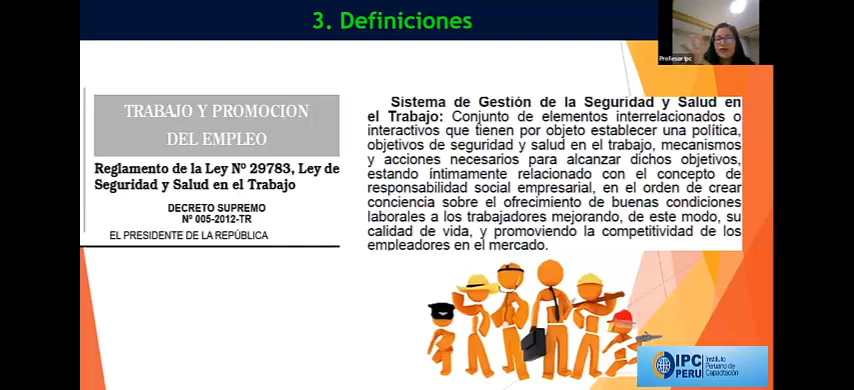 3. Definiciones
Profesor Ipc
TRABAJO Y PROMOCION
DEL EMPLEO
Reglamento de la Ley Nº 29783, Ley de
Seguridad y Salud en el Trabajo
DECRETO SUPREMO
Nº 005-2012-TR
EL PRESIDENTE DE LA REPÚBLICA
Sistema de Gestión de la Seguridad y Salud en
el Trabajo: Conjunto de elementos interrelacionados o
interactivos que tienen por objeto establecer una política,
objetivos de seguridad y salud en el trabajo, mecanismos
y acciones necesarios para alcanzar dichos objetivos,
estando íntimamente relacionado con el concepto de
responsabilidad social empresarial, en el orden de crear
conciencia sobre el ofrecimiento de buenas condiciones
laborales a los trabajadores mejorando, de este modo, su
calidad de vida, y promoviendo la competitividad de los
empleadores en el mercado.
IPC
PERU
Instituto
Peruano de
Capacitación